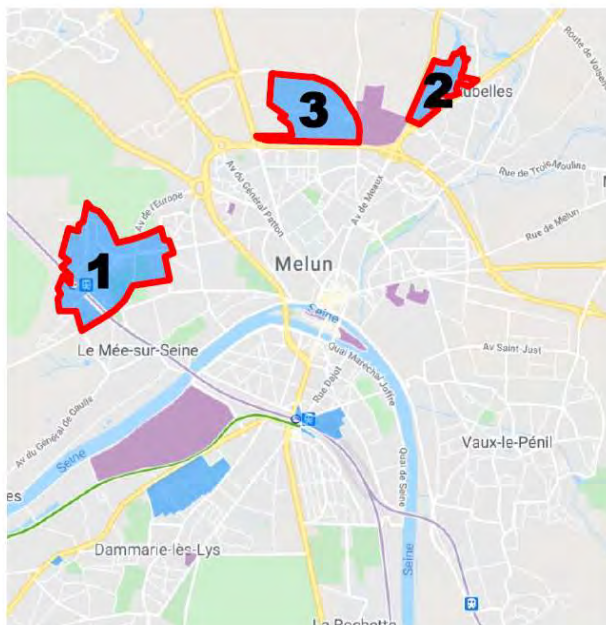 Route de Voisen
2
ubelles
3
Rue de Trois Moulins
Av de l'Europe
Av du Général Patton
Av de Meaux
Rue de Melun
1
Melun
Seine
Le Mée-sur-Seine
Quai Maréchal Joffre
Av Saint-Just
Rue Dajot
Av du Général de Gaulle
Seine
Quai de Seine
Vaux-le-Pénil
es
Dammarie-lès-Lys
Seine
La Rochette